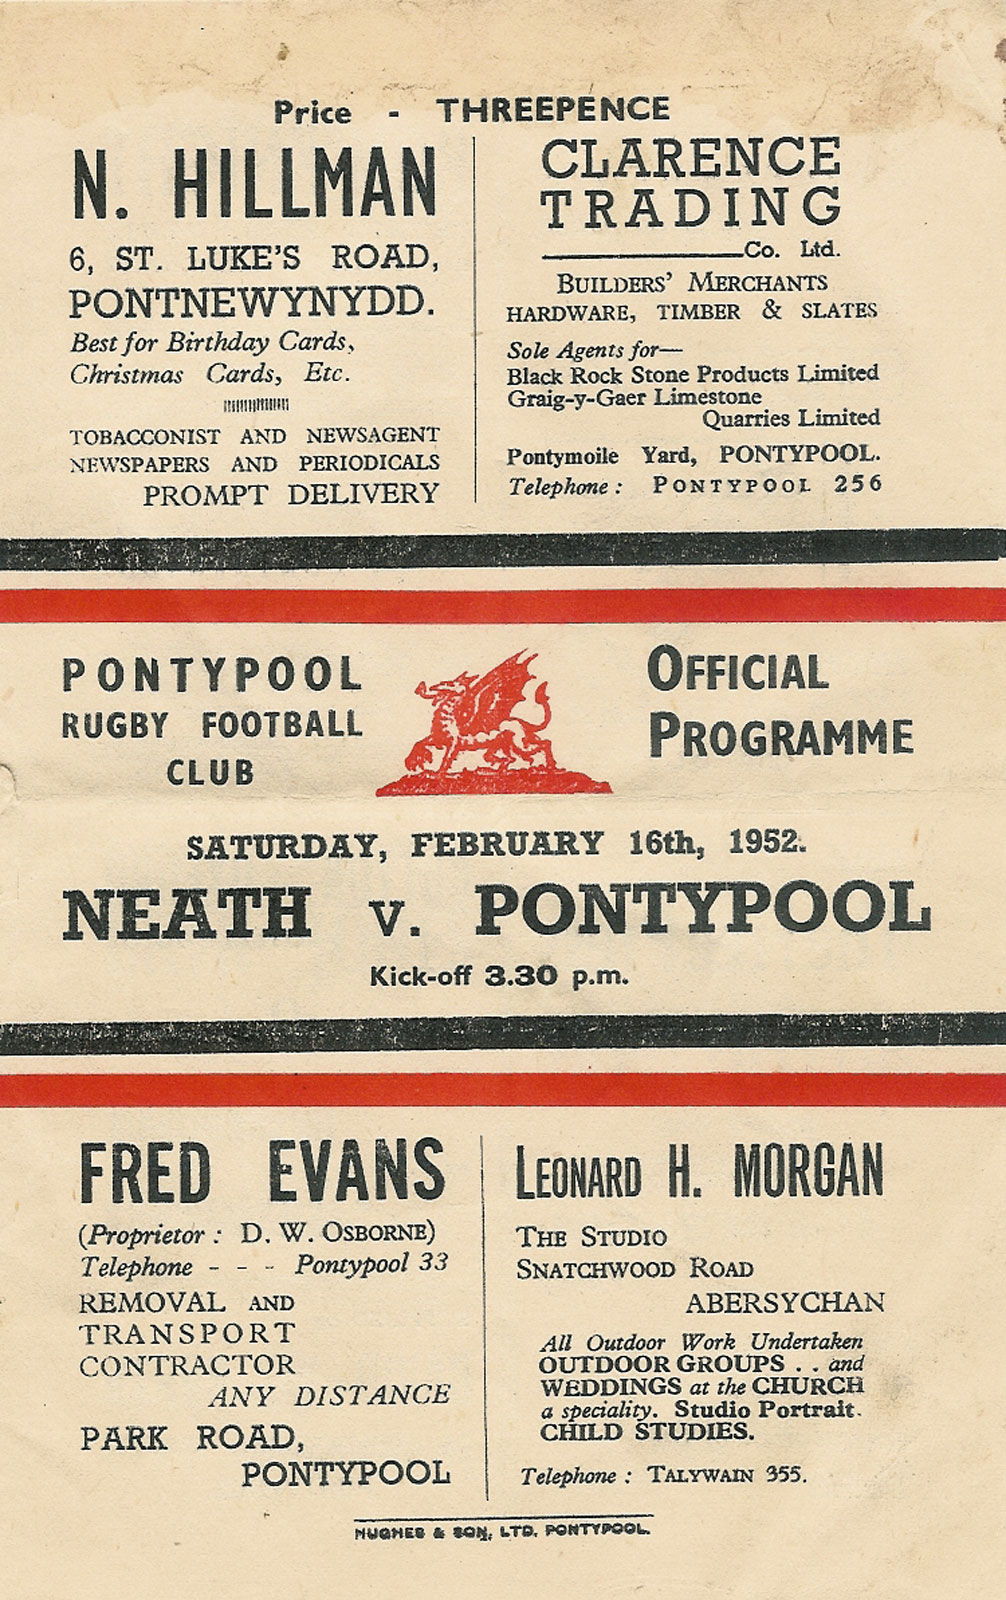 Price - THREEPENCE
N. HILLMAN
6, ST. LUKE'S ROAD,
PONTNEWYNYDD.
Best for Birthday Cards,
Christmas Cards, Etc.
TOBACCONIST AND NEWSAGENT
NEWSPAPERS AND PERIODICALS
PROMPT DELIVERY
CLARENCE
TRADING
Co. Ltd.
BUILDERS' MERCHANTS
HARDWARE, TIMBER & SLATES
Sole Agents for—
Black Rock Stone Products Limited
Graig-y-Gaer Limestone
Quarries Limited
Pontymoile Yard, PONTYPOOL.
Telephone : PONTYPOOL 256
PONTYPOOL
RUGBY FOOTBALL
CLUB
OFFICIAL
PROGRAMME
SATURDAY, FEBRUARY 16th, 1952.
NEATH v. PONTYPOOL
Kick-off 3.30 p.m.
FRED EVANS
(Proprietor : D. W. OSBORNE)
Telephone - - - Pontypool 33
REMOVAL AND
TRANSPORT
CONTRACTOR
ANY DISTANCE
PARK ROAD,
PONTYPOOL
LEONARD H. MORGAN
THE STUDIO
SNATCHWOOD ROAD
ABERSYCHAN
All Outdoor Work Undertaken
OUTDOOR GROUPS . . and
WEDDINGS at the CHURCH
a speciality. Studio Portrait.
CHILD STUDIES.
Telephone : TALYWAIN 355.
HUGHES & SON, LTD. PONTYPOOL.